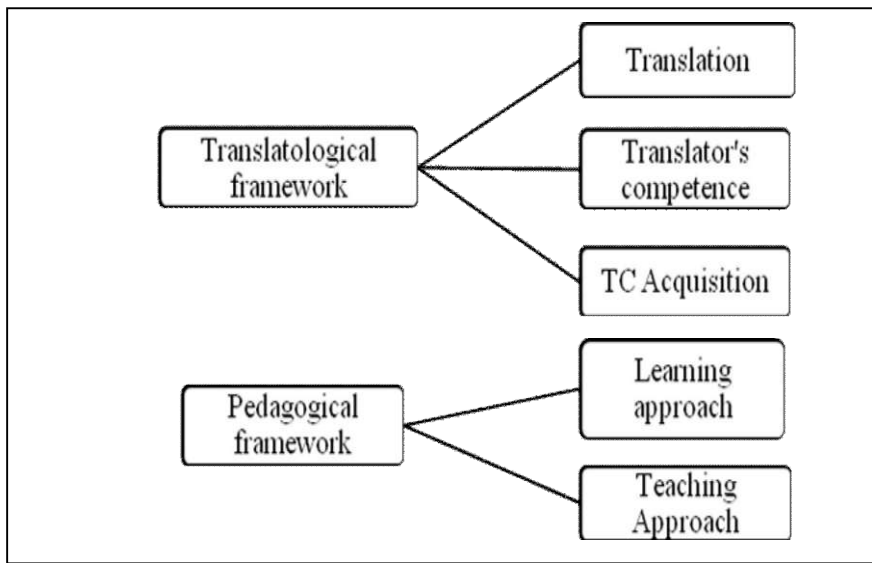 Translatological
framework
Translation
Translator's
competence
TC Acquisition
Pedagogical
framework
Learning
approach
Teaching
Approach